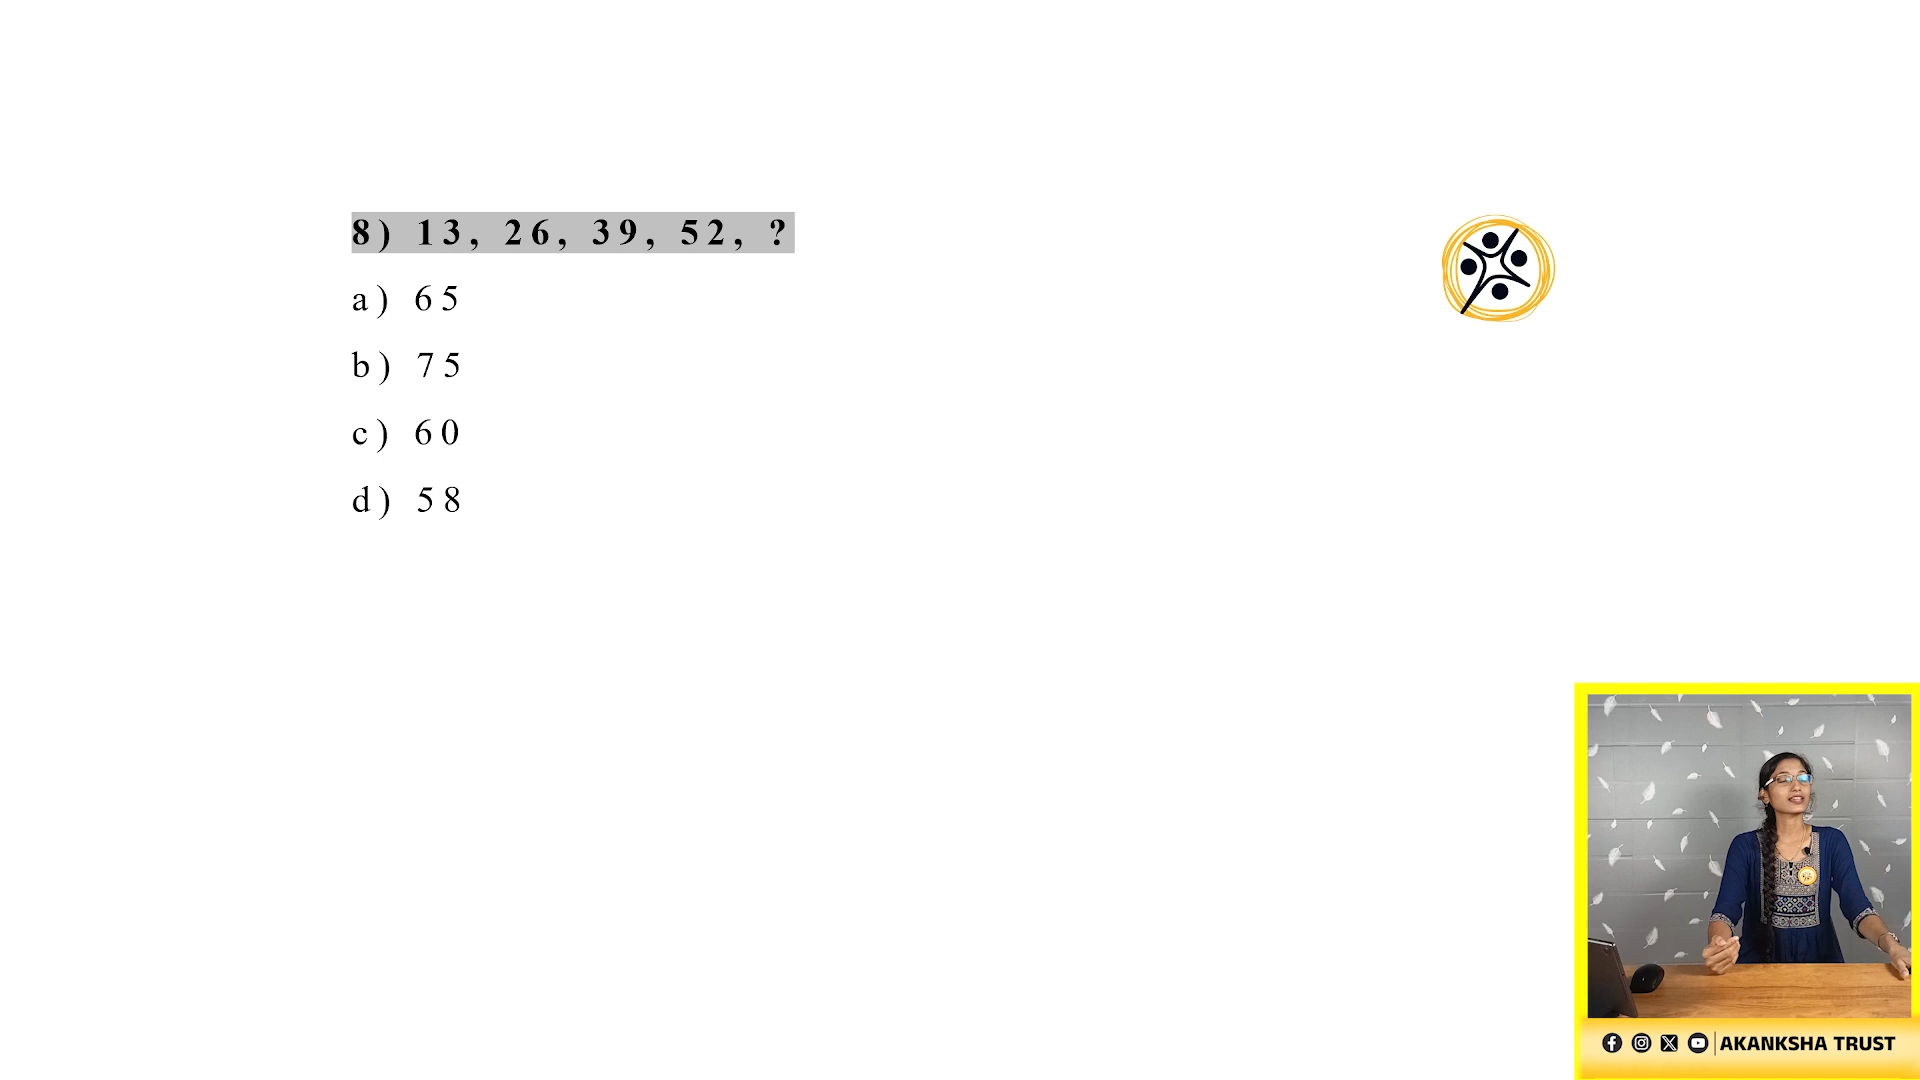 8) 13, 26, 39, 52, ?
a) 65
b) 75
c) 60
d) 58
AKANKSHA TRUST